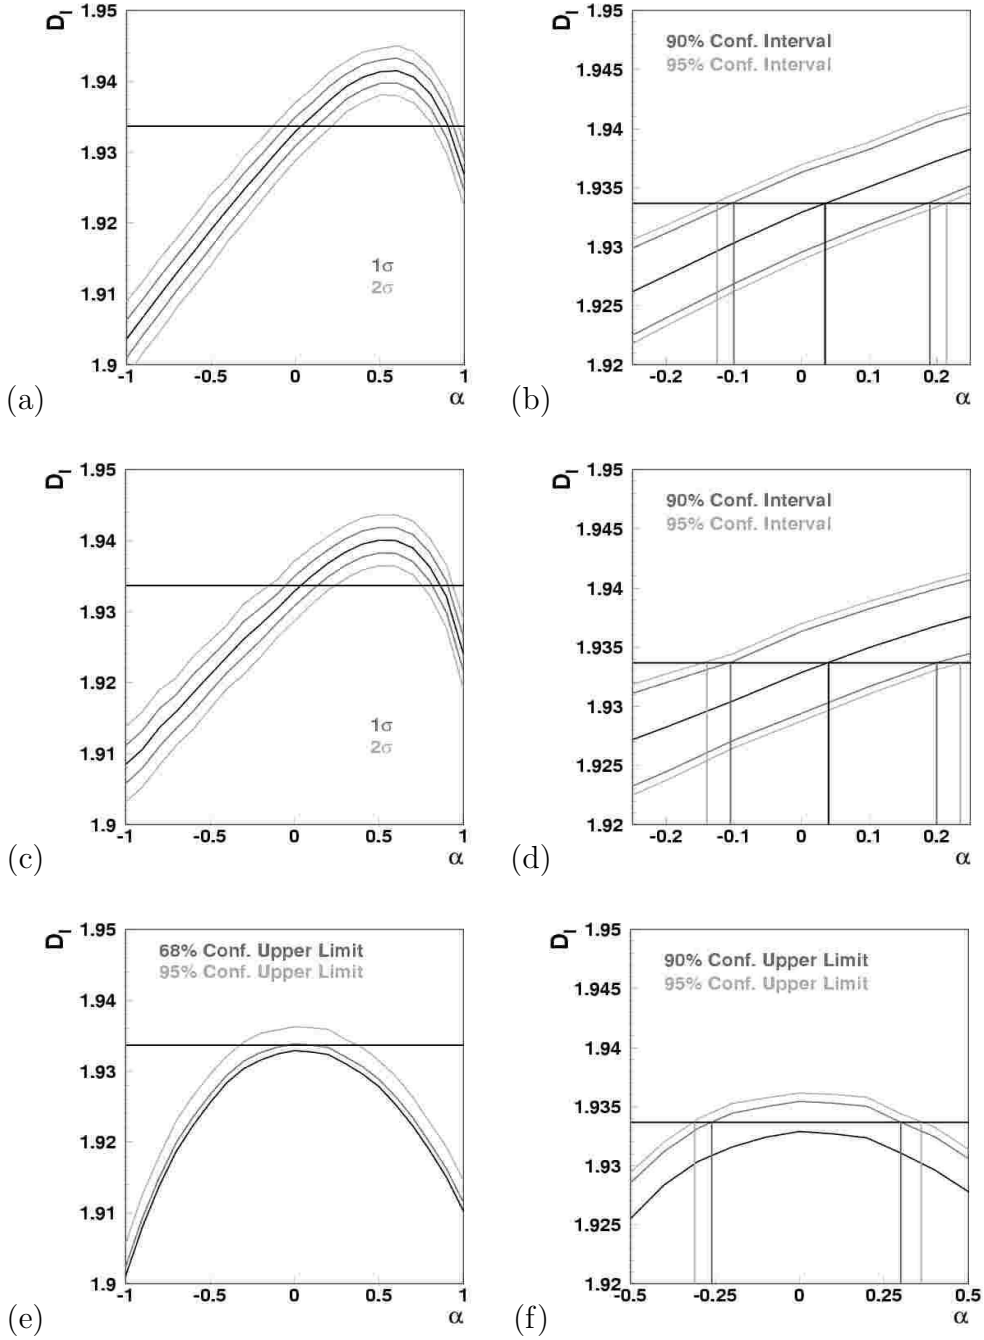 D_I 1.95
1.94
1.93
1.92
1.91
1.9
1σ
2σ
-1 -0.5 0 0.5 1
(a) α
D_I 1.95
1.945
1.94
1.935
1.93
1.925
1.92
90% Conf. Interval
95% Conf. Interval
-0.2 -0.1 0 0.1 0.2
(b) α
D_I 1.95
1.94
1.93
1.92
1.91
1.9
1σ
2σ
-1 -0.5 0 0.5 1
(c) α
D_I 1.95
1.945
1.94
1.935
1.93
1.925
1.92
90% Conf. Interval
95% Conf. Interval
-0.2 -0.1 0 0.1 0.2
(d) α
D_I 1.95
1.94
1.93
1.92
1.91
1.9
68% Conf. Upper Limit
95% Conf. Upper Limit
-1 -0.5 0 0.5 1
(e) α
D_I 1.95
1.945
1.94
1.935
1.93
1.925
1.92
90% Conf. Upper Limit
95% Conf. Upper Limit
-0.5 -0.25 0 0.25 0.5
(f) α